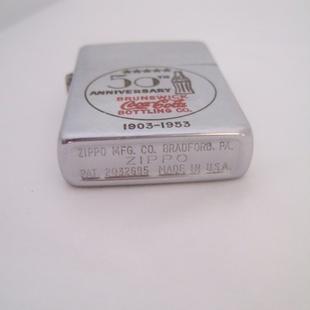 50TH
ANNIVERSARY
BRUNSWICK
Coca-Cola
BOTTLING CO.
1903-1953
ZIPPO MFG. CO. BRADFORD, PA.
ZIPPO
PAT. 2032695 MADE IN U.S.A.